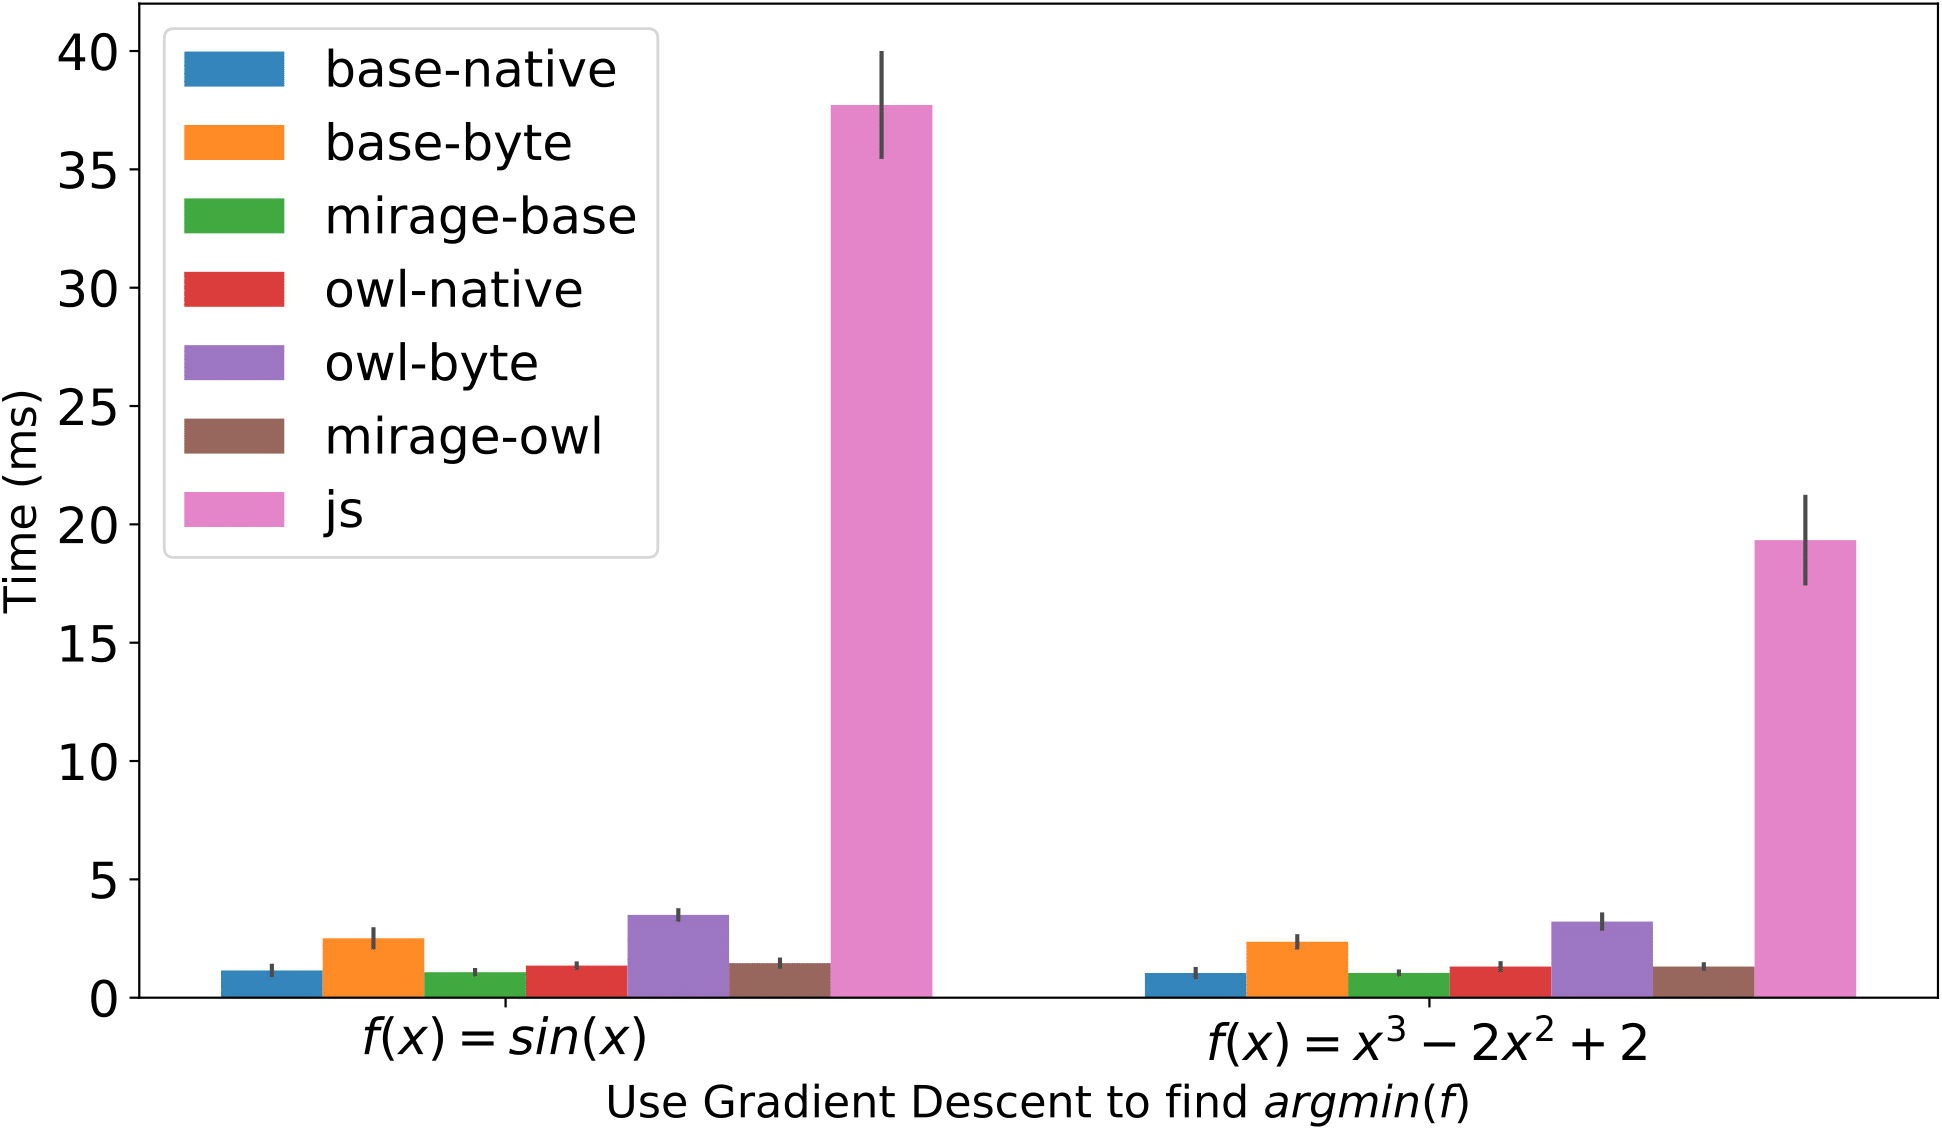 Time (ms)
40
35
30
25
20
15
10
5
0
base-native
base-byte
mirage-base
owl-native
owl-byte
mirage-owl
js
f(x) = sin(x)
f(x) = x³ − 2x² + 2
Use Gradient Descent to find argmin(f)